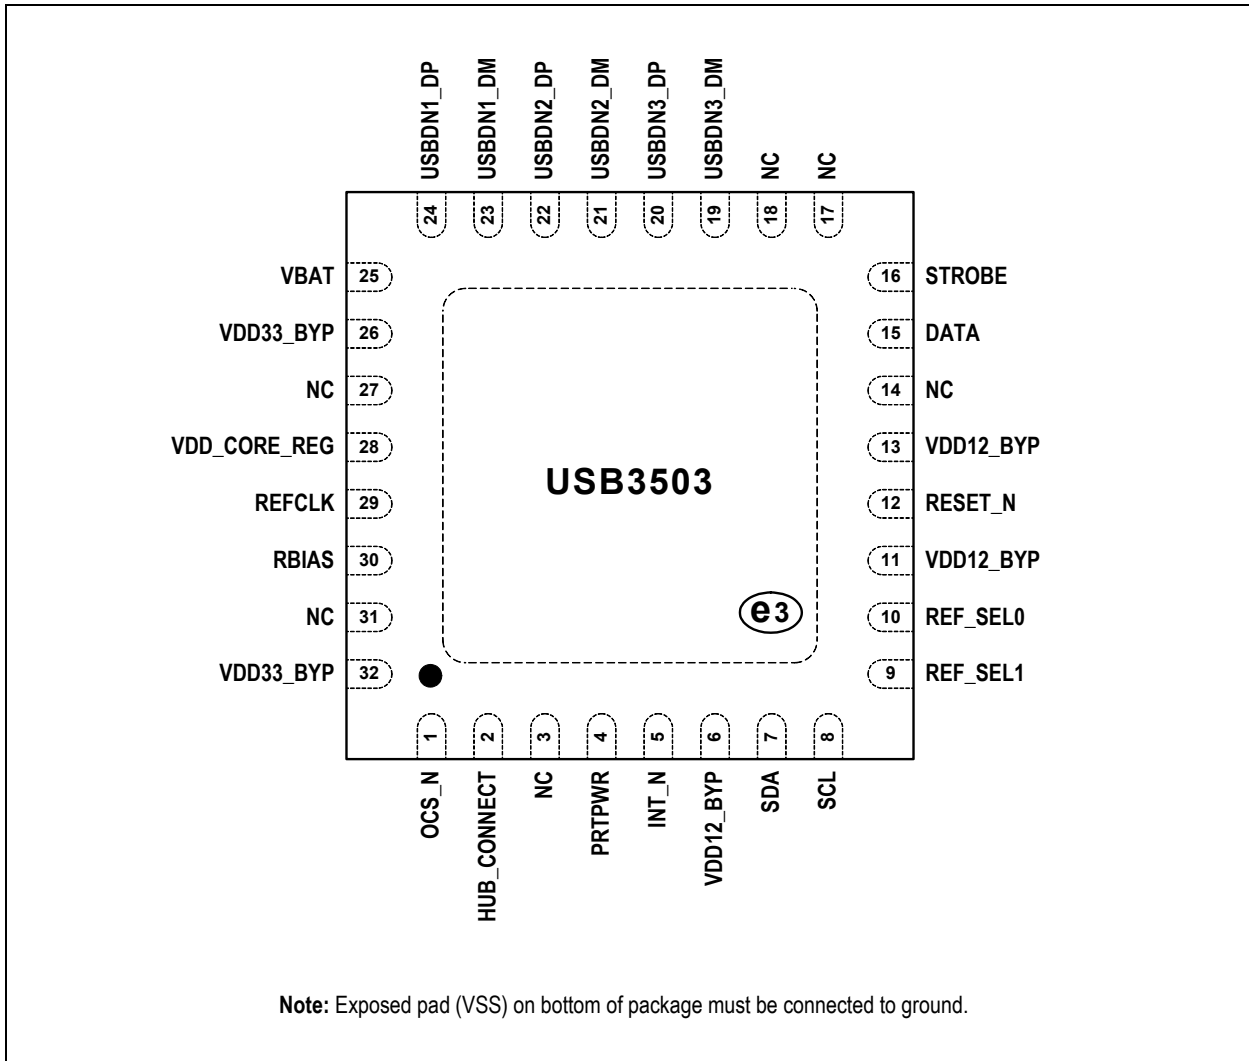 USBDN1_DP
USBDN1_DM
USBDN2_DP
USBDN2_DM
USBDN3_DP
USBDN3_DM
NC
NC
24
23
22
21
20
19
18
17
VBAT 25
VDD33_BYP 26
NC 27
VDD_CORE_REG 28
REFCLK 29
RBIAS 30
NC 31
VDD33_BYP 32
USB3503
e3
16 STROBE
15 DATA
14 NC
13 VDD12_BYP
12 RESET_N
11 VDD12_BYP
10 REF_SEL0
9 REF_SEL1
1
2
3
4
5
6
7
8
OCS_N
HUB_CONNECT
NC
PRTPWR
INT_N
VDD12_BYP
SDA
SCL
Note: Exposed pad (VSS) on bottom of package must be connected to ground.